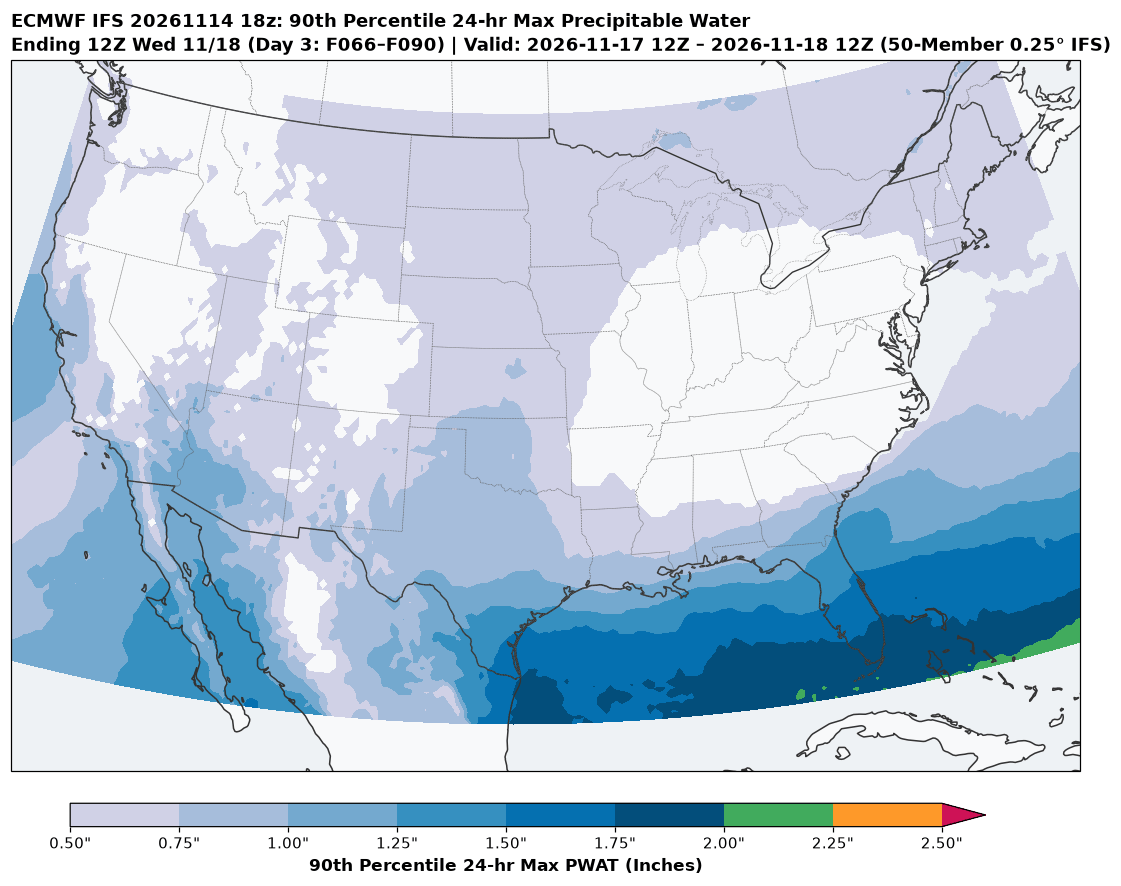 ECMWF IFS 20261114 18z: 90th Percentile 24-hr Max Precipitable Water
Ending 12Z Wed 11/18 (Day 3: F066–F090) | Valid: 2026-11-17 12Z – 2026-11-18 12Z (50-Member 0.25° IFS)
0.50" 0.75" 1.00" 1.25" 1.50" 1.75" 2.00" 2.25" 2.50"
90th Percentile 24-hr Max PWAT (Inches)